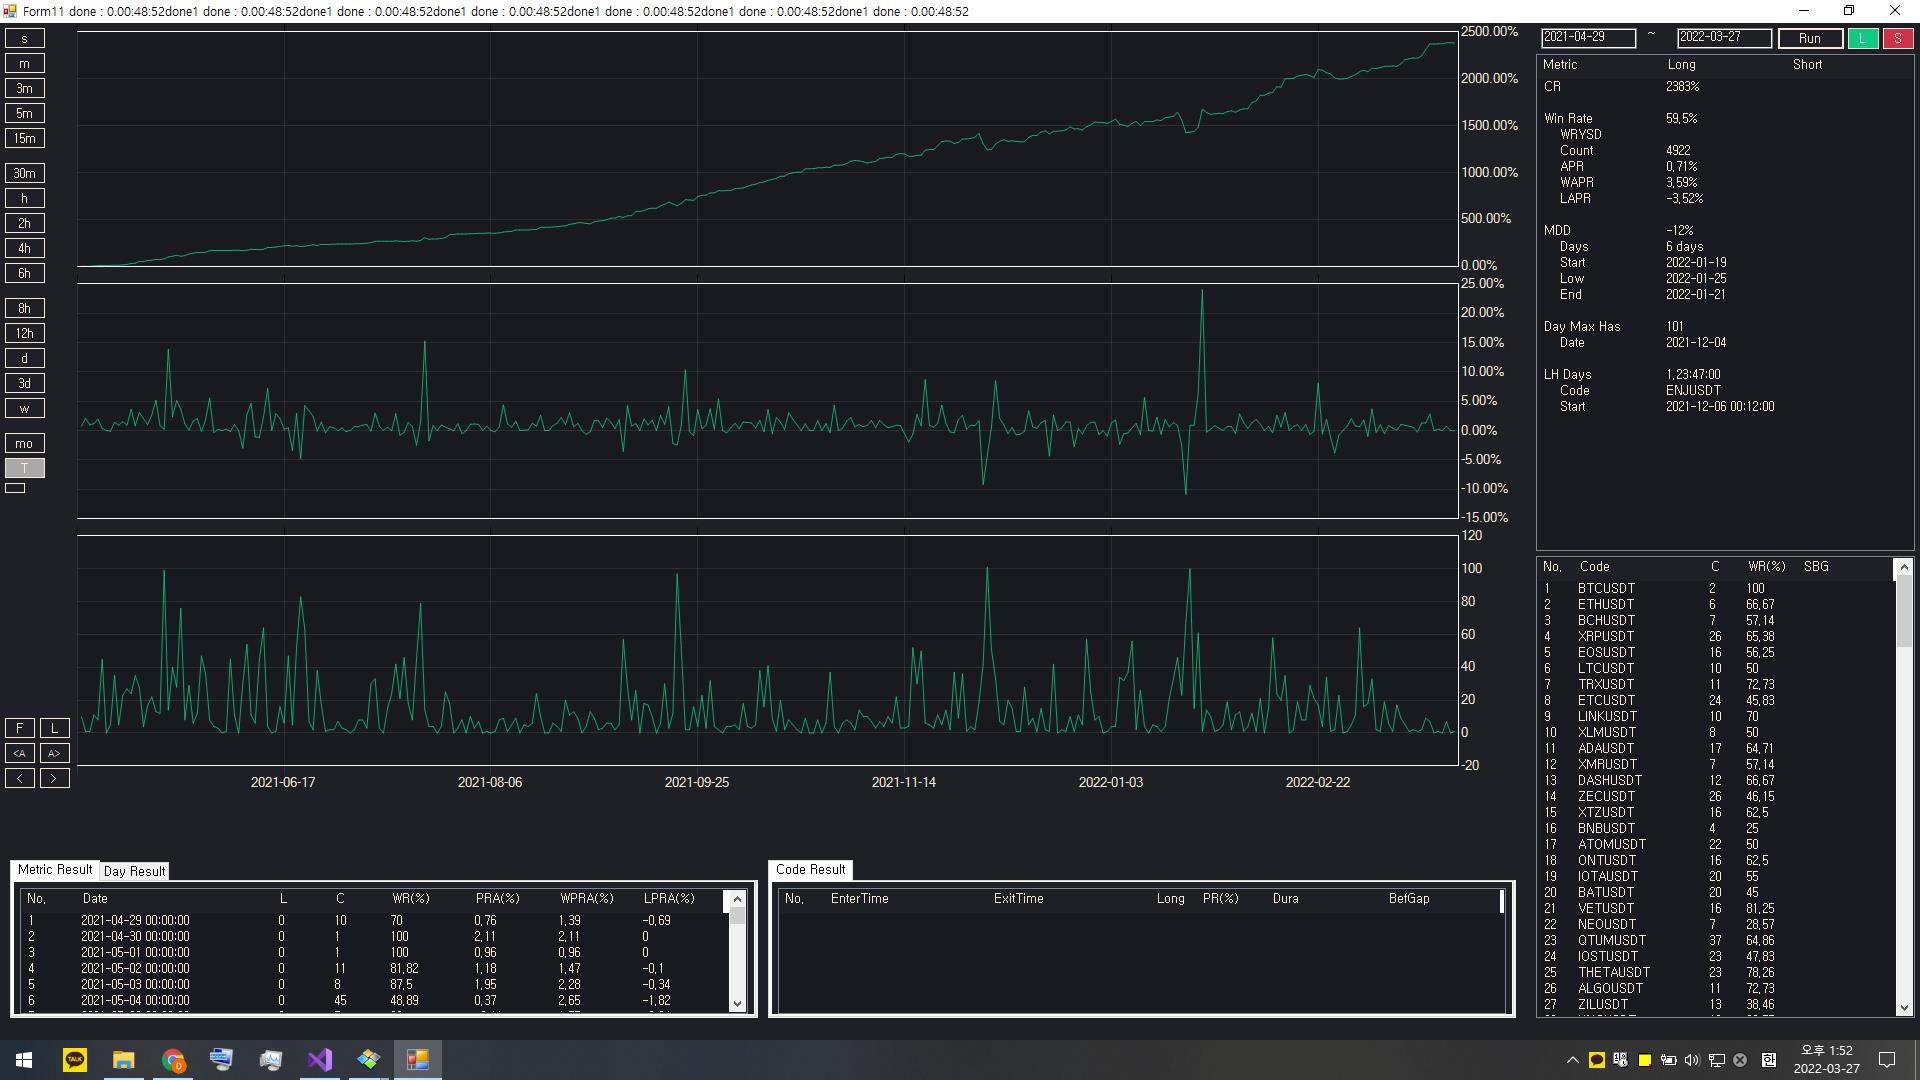 Form11 done : 0.00:48:52done1 done : 0.00:48:52done1 done : 0.00:48:52done1 done : 0.00:48:52done1 done : 0.00:48:52done1 done : 0.00:48:52
s
m
3m
5m
15m
30m
h
2h
4h
6h
8h
12h
d
3d
w
mo
T
F L
<A A>
< >
2500.00%
2000.00%
1500.00%
1000.00%
500.00%
0.00%
25.00%
20.00%
15.00%
10.00%
5.00%
0.00%
-5.00%
-10.00%
-15.00%
120
100
80
60
40
20
0
-20
2021-06-17 2021-08-06 2021-09-25 2021-11-14 2022-01-03 2022-02-22
2021-04-29 ~ 2022-03-27 Run L S
Metric Long Short
CR 2383%
Win Rate 59.5%
WRYSD
Count 4922
APR 0.71%
WAPR 3.59%
LAPR -3.52%
MDD -12%
Days 6 days
Start 2022-01-19
Low 2022-01-25
End 2022-01-21
Day Max Has 101
Date 2021-12-04
LH Days 1.23:47:00
Code ENJUSDT
Start 2021-12-06 00:12:00
No. Code C WR(%) SBG
1 BTCUSDT 2 100
2 ETHUSDT 6 66.67
3 BCHUSDT 7 57.14
4 XRPUSDT 26 65.38
5 EOSUSDT 16 56.25
6 LTCUSDT 10 50
7 TRXUSDT 11 72.73
8 ETCUSDT 24 45.83
9 LINKUSDT 10 70
10 XLMUSDT 8 50
11 ADAUSDT 17 64.71
12 XMRUSDT 7 57.14
13 DASHUSDT 12 66.67
14 ZECUSDT 26 46.15
15 XTZUSDT 16 62.5
16 BNBUSDT 4 25
17 ATOMUSDT 22 50
18 ONTUSDT 16 62.5
19 IOTAUSDT 20 55
20 BATUSDT 20 45
21 VETUSDT 16 81.25
22 NEOUSDT 7 28.57
23 QTUMUSDT 37 64.86
24 IOSTUSDT 23 47.83
25 THETAUSDT 23 78.26
26 ALGOUSDT 11 72.73
27 ZILUSDT 13 38.46
Metric Result Day Result
No. Date L C WR(%) PRA(%) WPRA(%) LPRA(%)
1 2021-04-29 00:00:00 0 10 70 0.76 1.39 -0.69
2 2021-04-30 00:00:00 0 1 100 2.11 2.11 0
3 2021-05-01 00:00:00 0 1 100 0.96 0.96 0
4 2021-05-02 00:00:00 0 11 81.82 1.18 1.47 -0.1
5 2021-05-03 00:00:00 0 8 87.5 1.95 2.28 -0.34
6 2021-05-04 00:00:00 0 45 48.89 0.37 2.65 -1.82
Code Result
No. EnterTime ExitTime Long PR(%) Dura BefGap
TALK
오후 1:52
2022-03-27